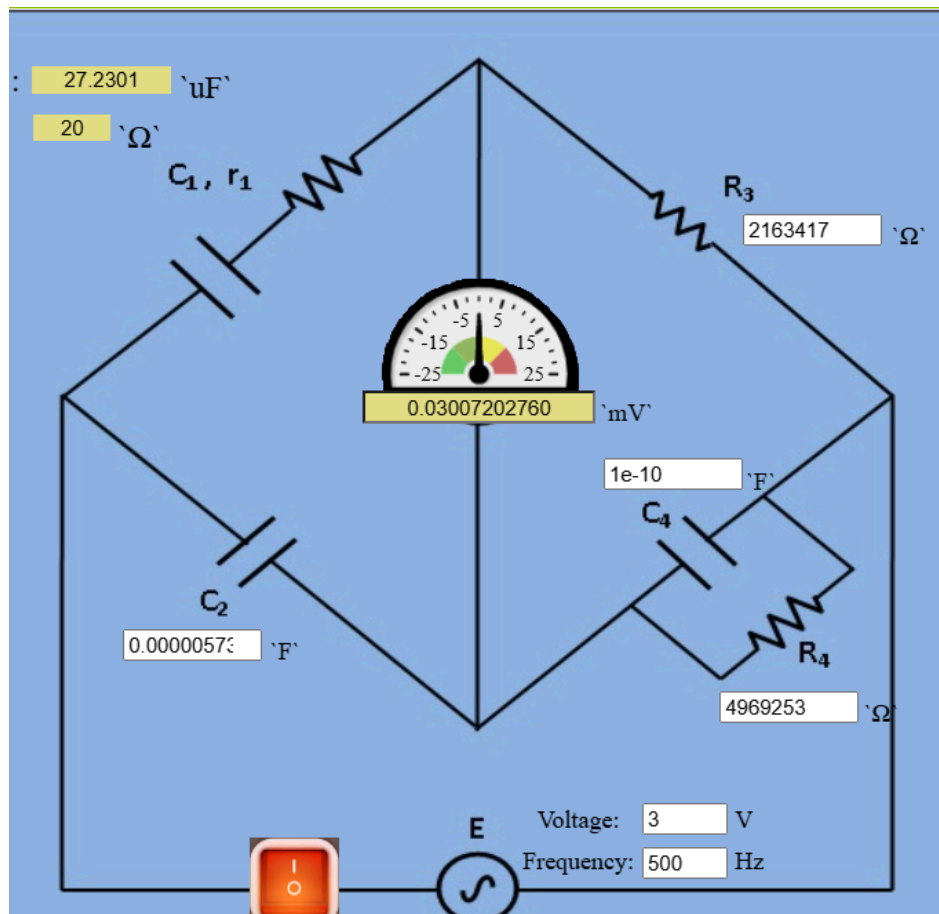 : 27.2301 `uF`
20 `Ω`
C₁ , r₁
R₃
2163417 `Ω`
-5 5
-15 15
-25 25
0.03007202760 `mV`
1e-10 `F`
C₄
C₂
0.00000573 `F`
R₄
4969253 `Ω`
E
Voltage: 3 V
Frequency: 500 Hz
I
O